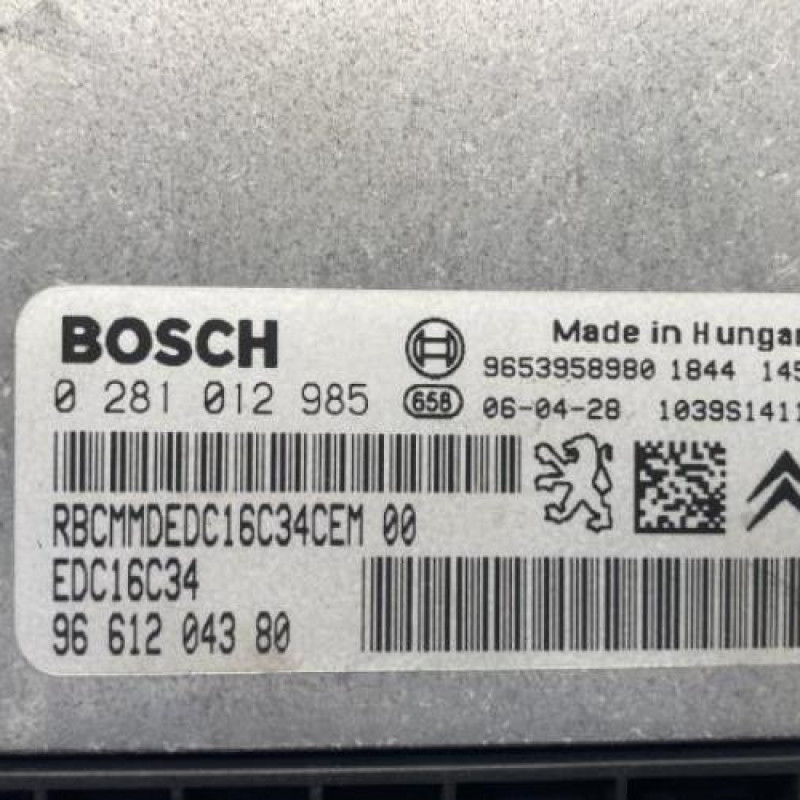 BOSCH
Made in Hungar
9653958980 1844 145
0 281 012 985
658 06-04-28 1039S1411
RBCMMDEDC16C34CEM 00
EDC16C34
96 612 043 80